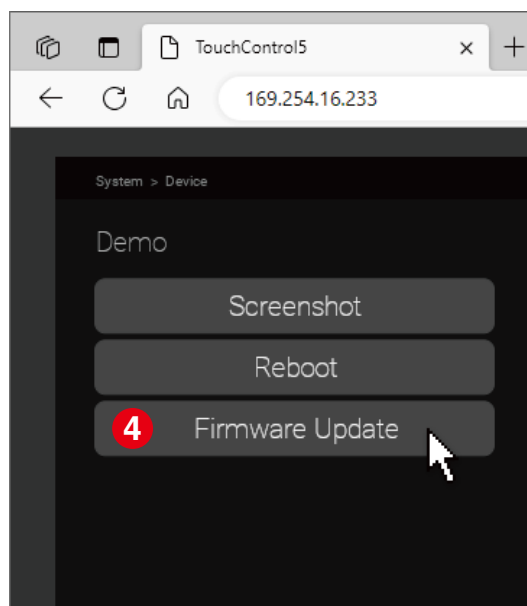 TouchControl5
169.254.16.233
System > Device
Demo
Screenshot
Reboot
4 Firmware Update